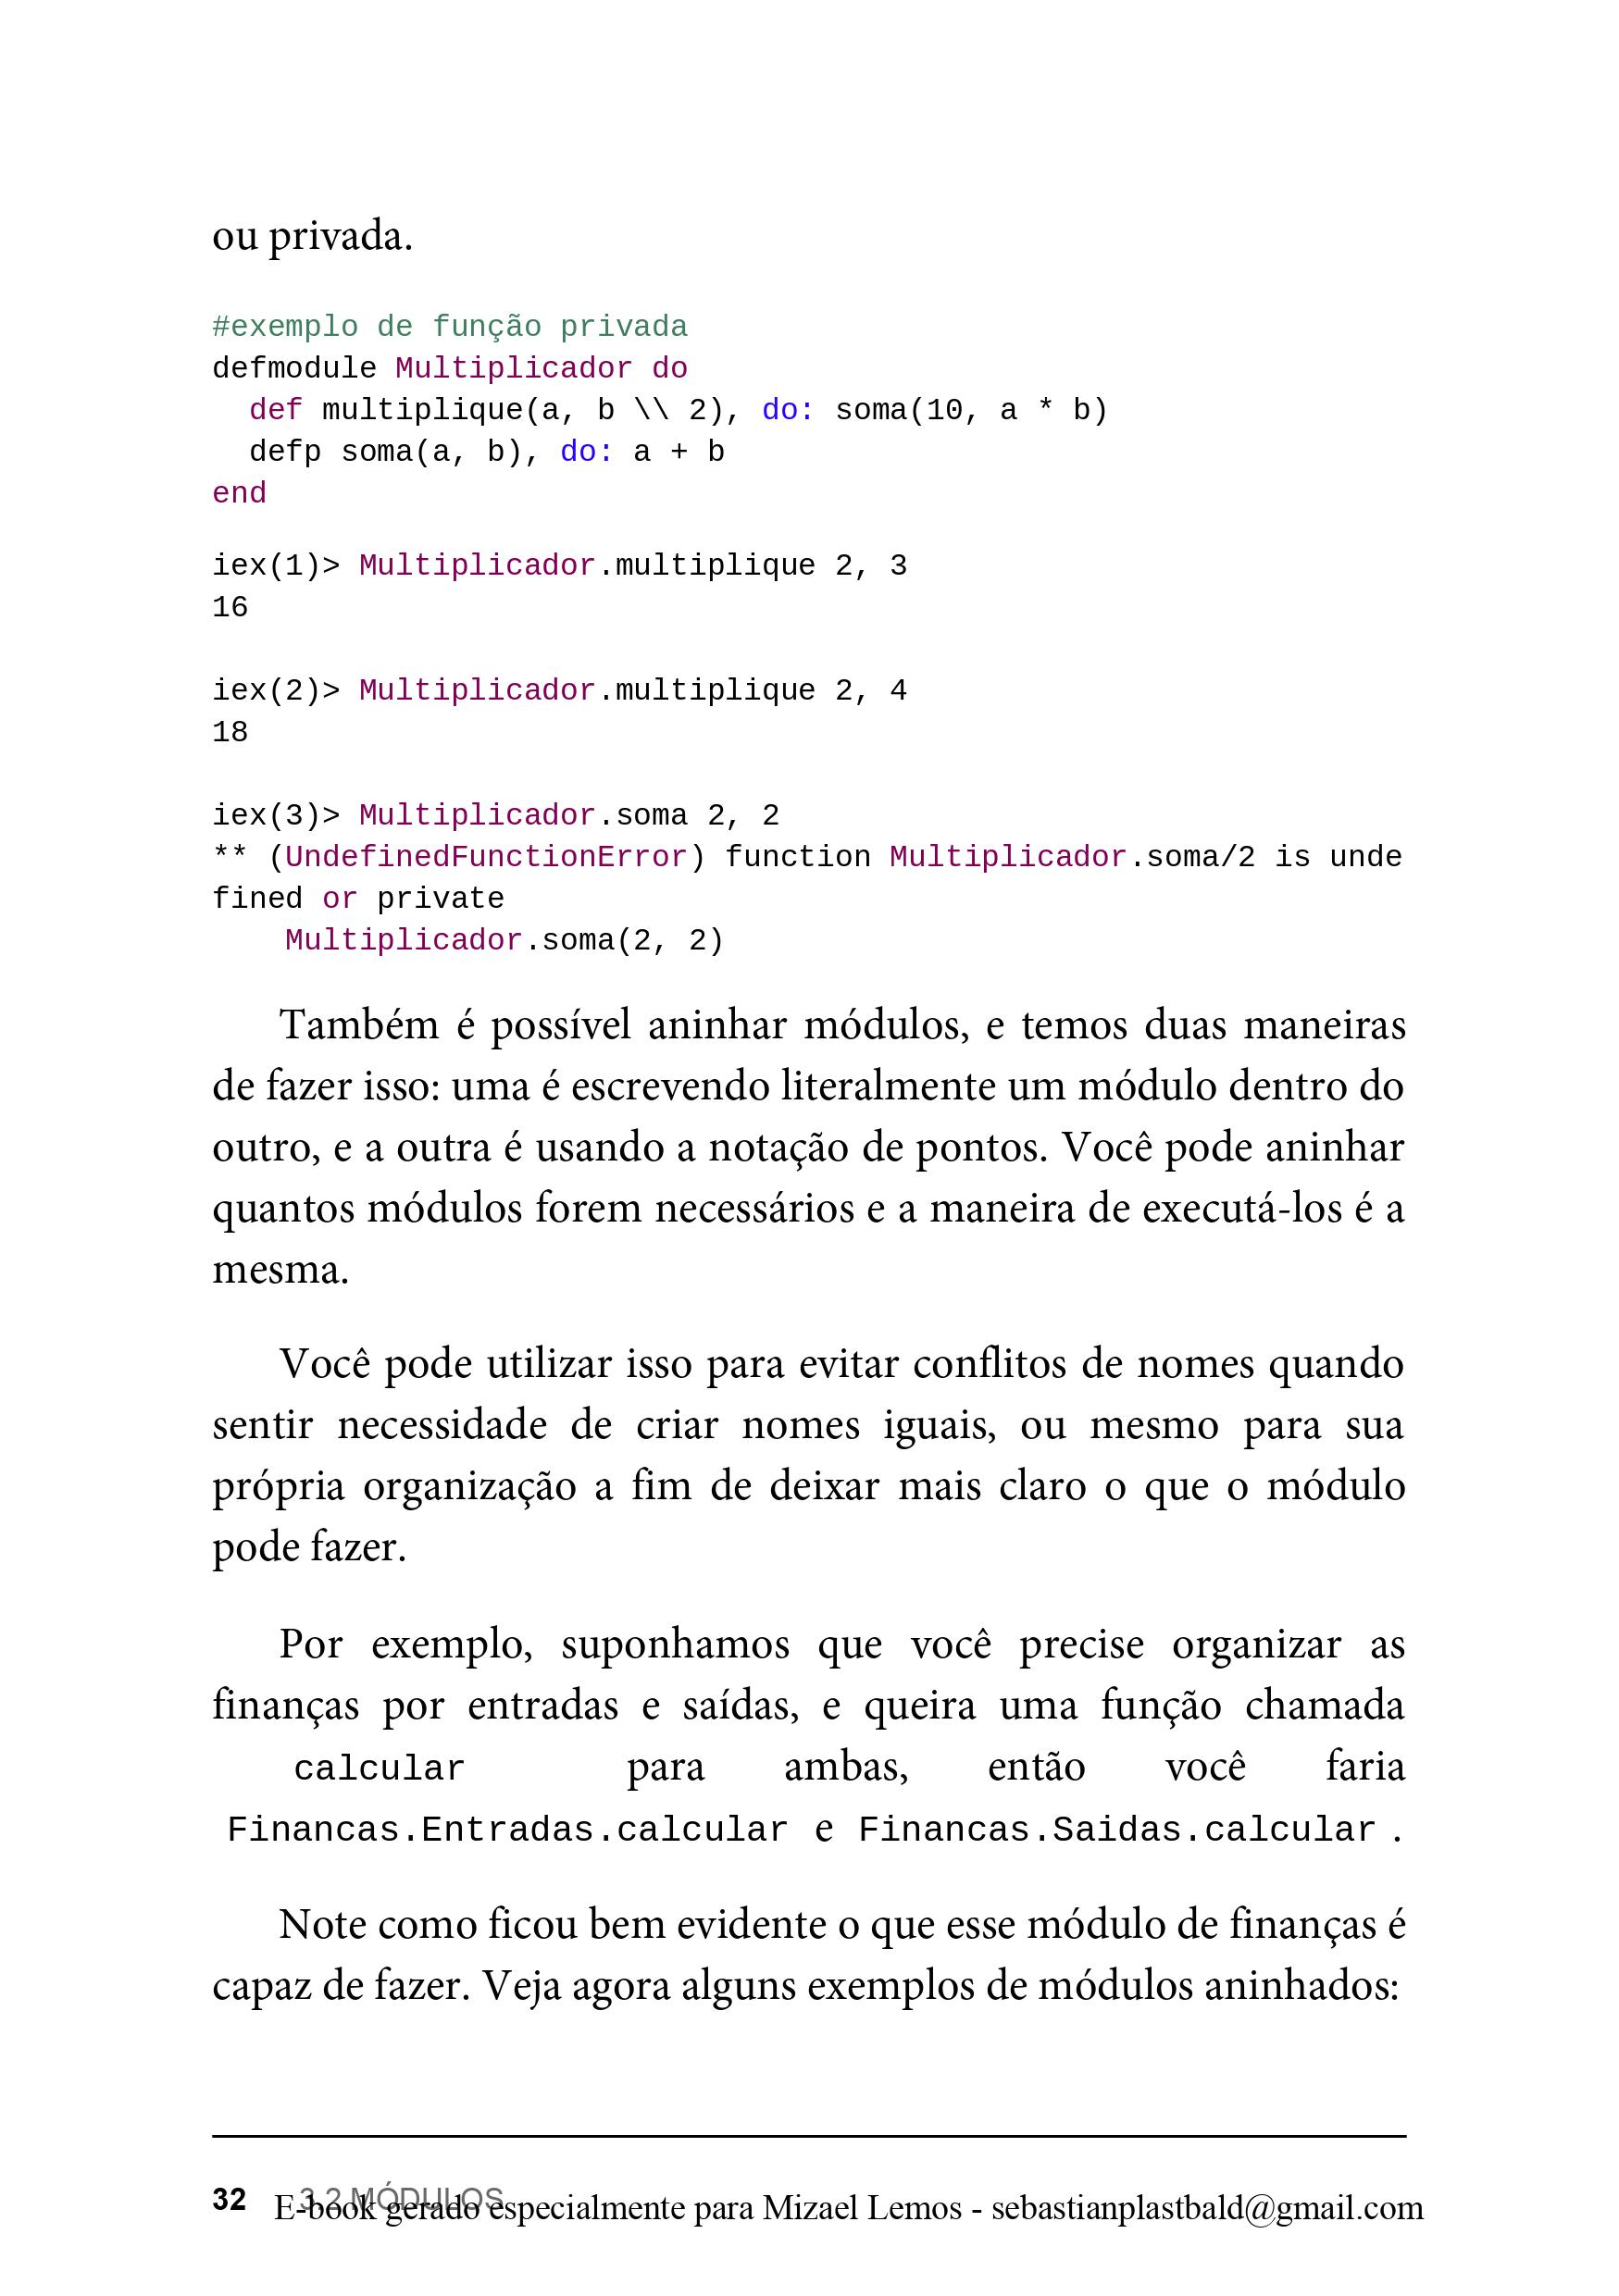 ou privada.
#exemplo de função privada
defmodule Multiplicador do
  def multiplique(a, b \\ 2), do: soma(10, a * b)
  defp soma(a, b), do: a + b
end
iex(1)> Multiplicador.multiplique 2, 3
16
iex(2)> Multiplicador.multiplique 2, 4
18
iex(3)> Multiplicador.soma 2, 2
** (UndefinedFunctionError) function Multiplicador.soma/2 is unde
fined or private
    Multiplicador.soma(2, 2)
Também é possível aninhar módulos, e temos duas maneiras
de fazer isso: uma é escrevendo literalmente um módulo dentro do
outro, e a outra é usando a notação de pontos. Você pode aninhar
quantos módulos forem necessários e a maneira de executá-los é a
mesma.
Você pode utilizar isso para evitar conflitos de nomes quando
sentir necessidade de criar nomes iguais, ou mesmo para sua
própria organização a fim de deixar mais claro o que o módulo
pode fazer.
Por exemplo, suponhamos que você precise organizar as
finanças por entradas e saídas, e queira uma função chamada
calcular para ambas, então você faria
Financas.Entradas.calcular e Financas.Saidas.calcular .
Note como ficou bem evidente o que esse módulo de finanças é
capaz de fazer. Veja agora alguns exemplos de módulos aninhados:
32 3.2 MÓDULOS
E-book gerado especialmente para Mizael Lemos - sebastianplastbald@gmail.com